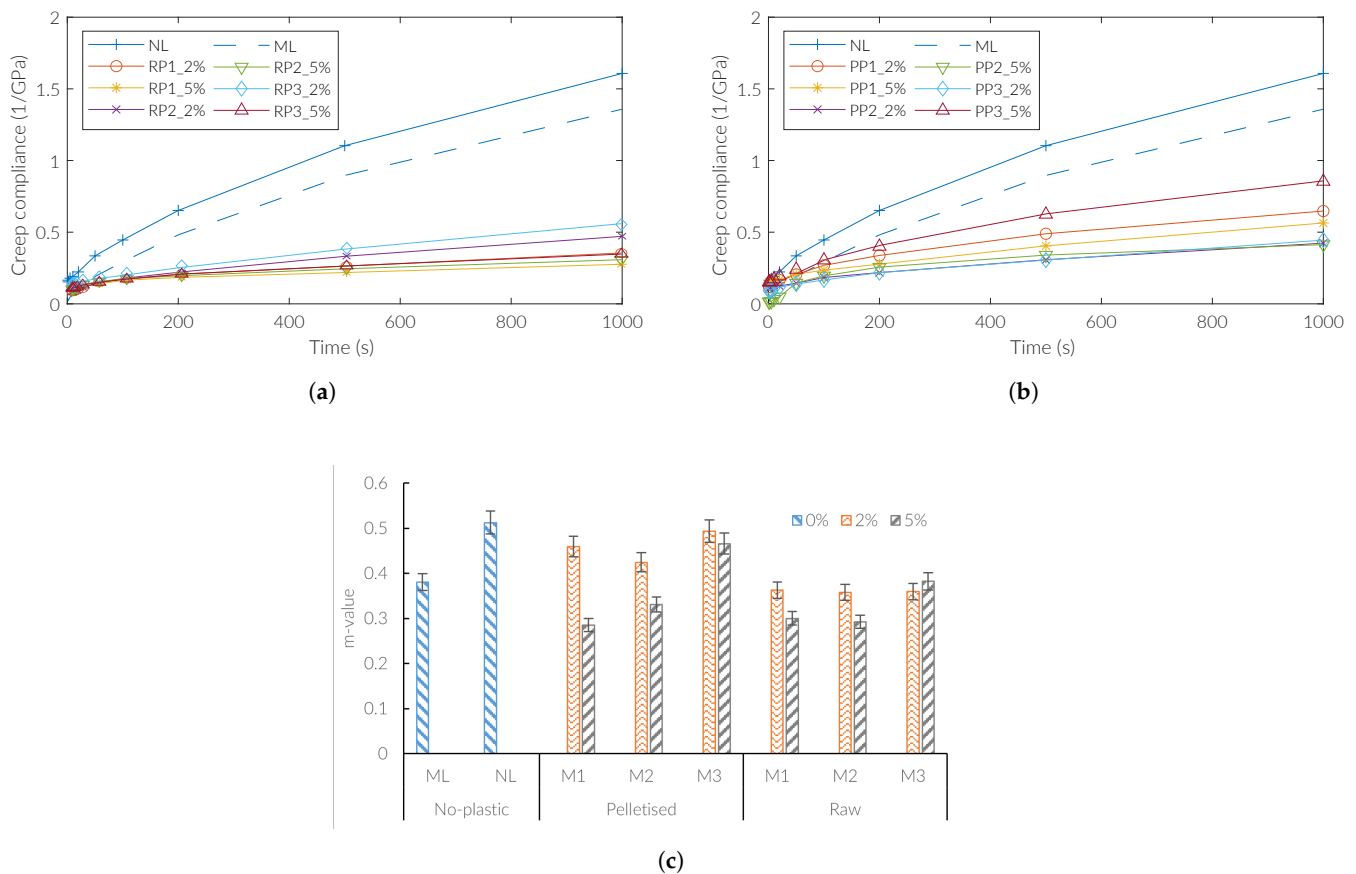 2
1.5
1
0.5
0
Creep compliance (1/GPa)
NL ML
RP1_2% RP2_5%
RP1_5% RP3_2%
RP2_2% RP3_5%
0 200 400 600 800 1000
Time (s)
(a)
2
1.5
1
0.5
0
Creep compliance (1/GPa)
NL ML
PP1_2% PP2_5%
PP1_5% PP3_2%
PP2_2% PP3_5%
0 200 400 600 800 1000
Time (s)
(b)
0.6
0.5
0.4
0.3
0.2
0.1
0
m-value
0% 2% 5%
ML NL M1 M2 M3 M1 M2 M3
No-plastic Pelletised Raw
(c)